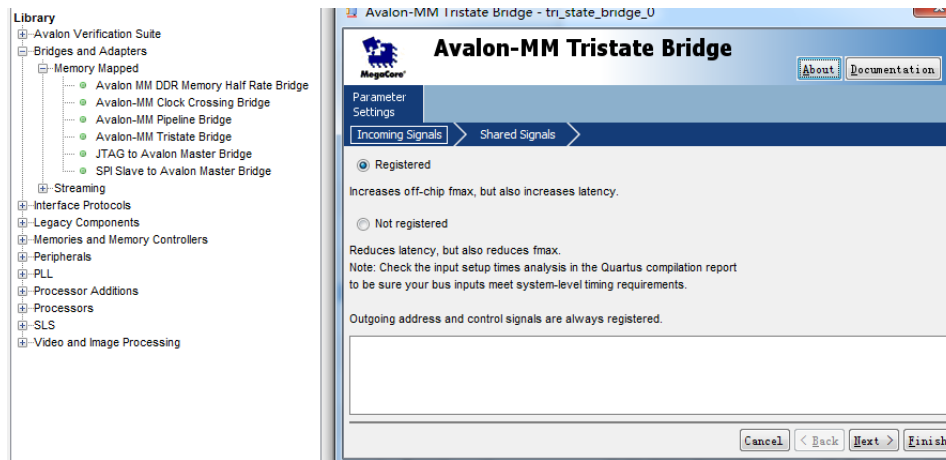 Library
Avalon Verification Suite
Bridges and Adapters
Memory Mapped
Avalon MM DDR Memory Half Rate Bridge
Avalon-MM Clock Crossing Bridge
Avalon-MM Pipeline Bridge
Avalon-MM Tristate Bridge
JTAG to Avalon Master Bridge
SPI Slave to Avalon Master Bridge
Streaming
Interface Protocols
Legacy Components
Memories and Memory Controllers
Peripherals
PLL
Processor Additions
Processors
SLS
Video and Image Processing
Avalon-MM Tristate Bridge - tri_state_bridge_0
MegaCore'
Avalon-MM Tristate Bridge
About Documentation
Parameter
Settings
Incoming Signals Shared Signals
Registered
Increases off-chip fmax, but also increases latency.
Not registered
Reduces latency, but also reduces fmax.
Note: Check the input setup times analysis in the Quartus compilation report
to be sure your bus inputs meet system-level timing requirements.
Outgoing address and control signals are always registered.
Cancel < Back Next > Finish